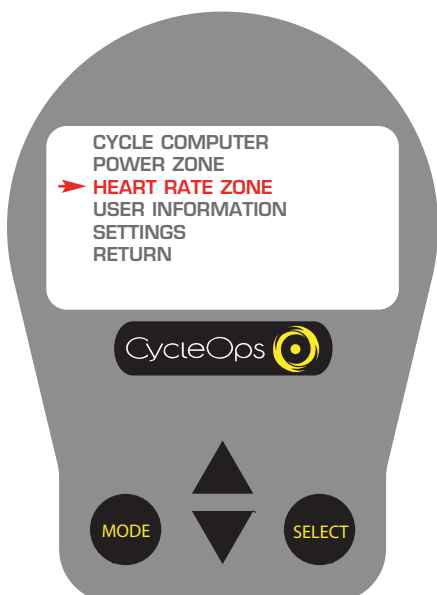 CYCLE COMPUTER
POWER ZONE
HEART RATE ZONE
USER INFORMATION
SETTINGS
RETURN
CycleOps
MODE
SELECT